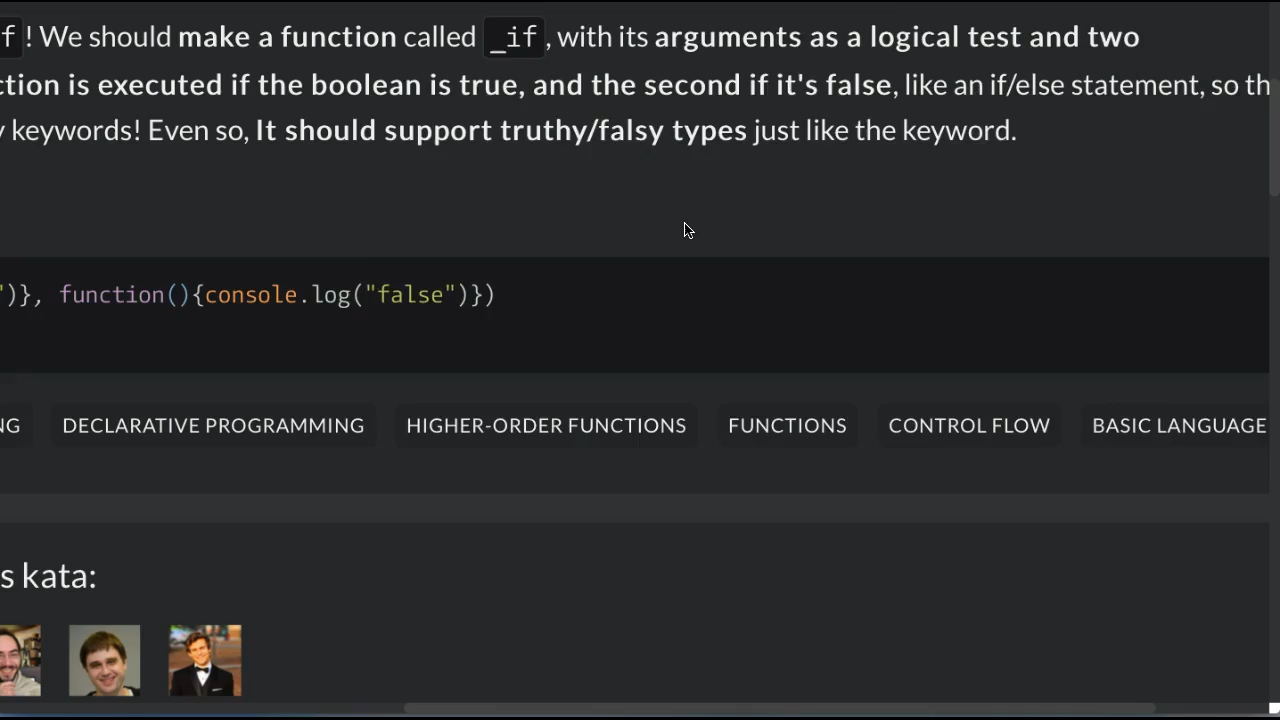 f! We should make a function called _if, with its arguments as a logical test and two
ction is executed if the boolean is true, and the second if it's false, like an if/else statement, so th
y keywords! Even so, It should support truthy/falsy types just like the keyword.
")}, function(){console.log("false")})
NG DECLARATIVE PROGRAMMING HIGHER-ORDER FUNCTIONS FUNCTIONS CONTROL FLOW BASIC LANGUAGE
s kata: